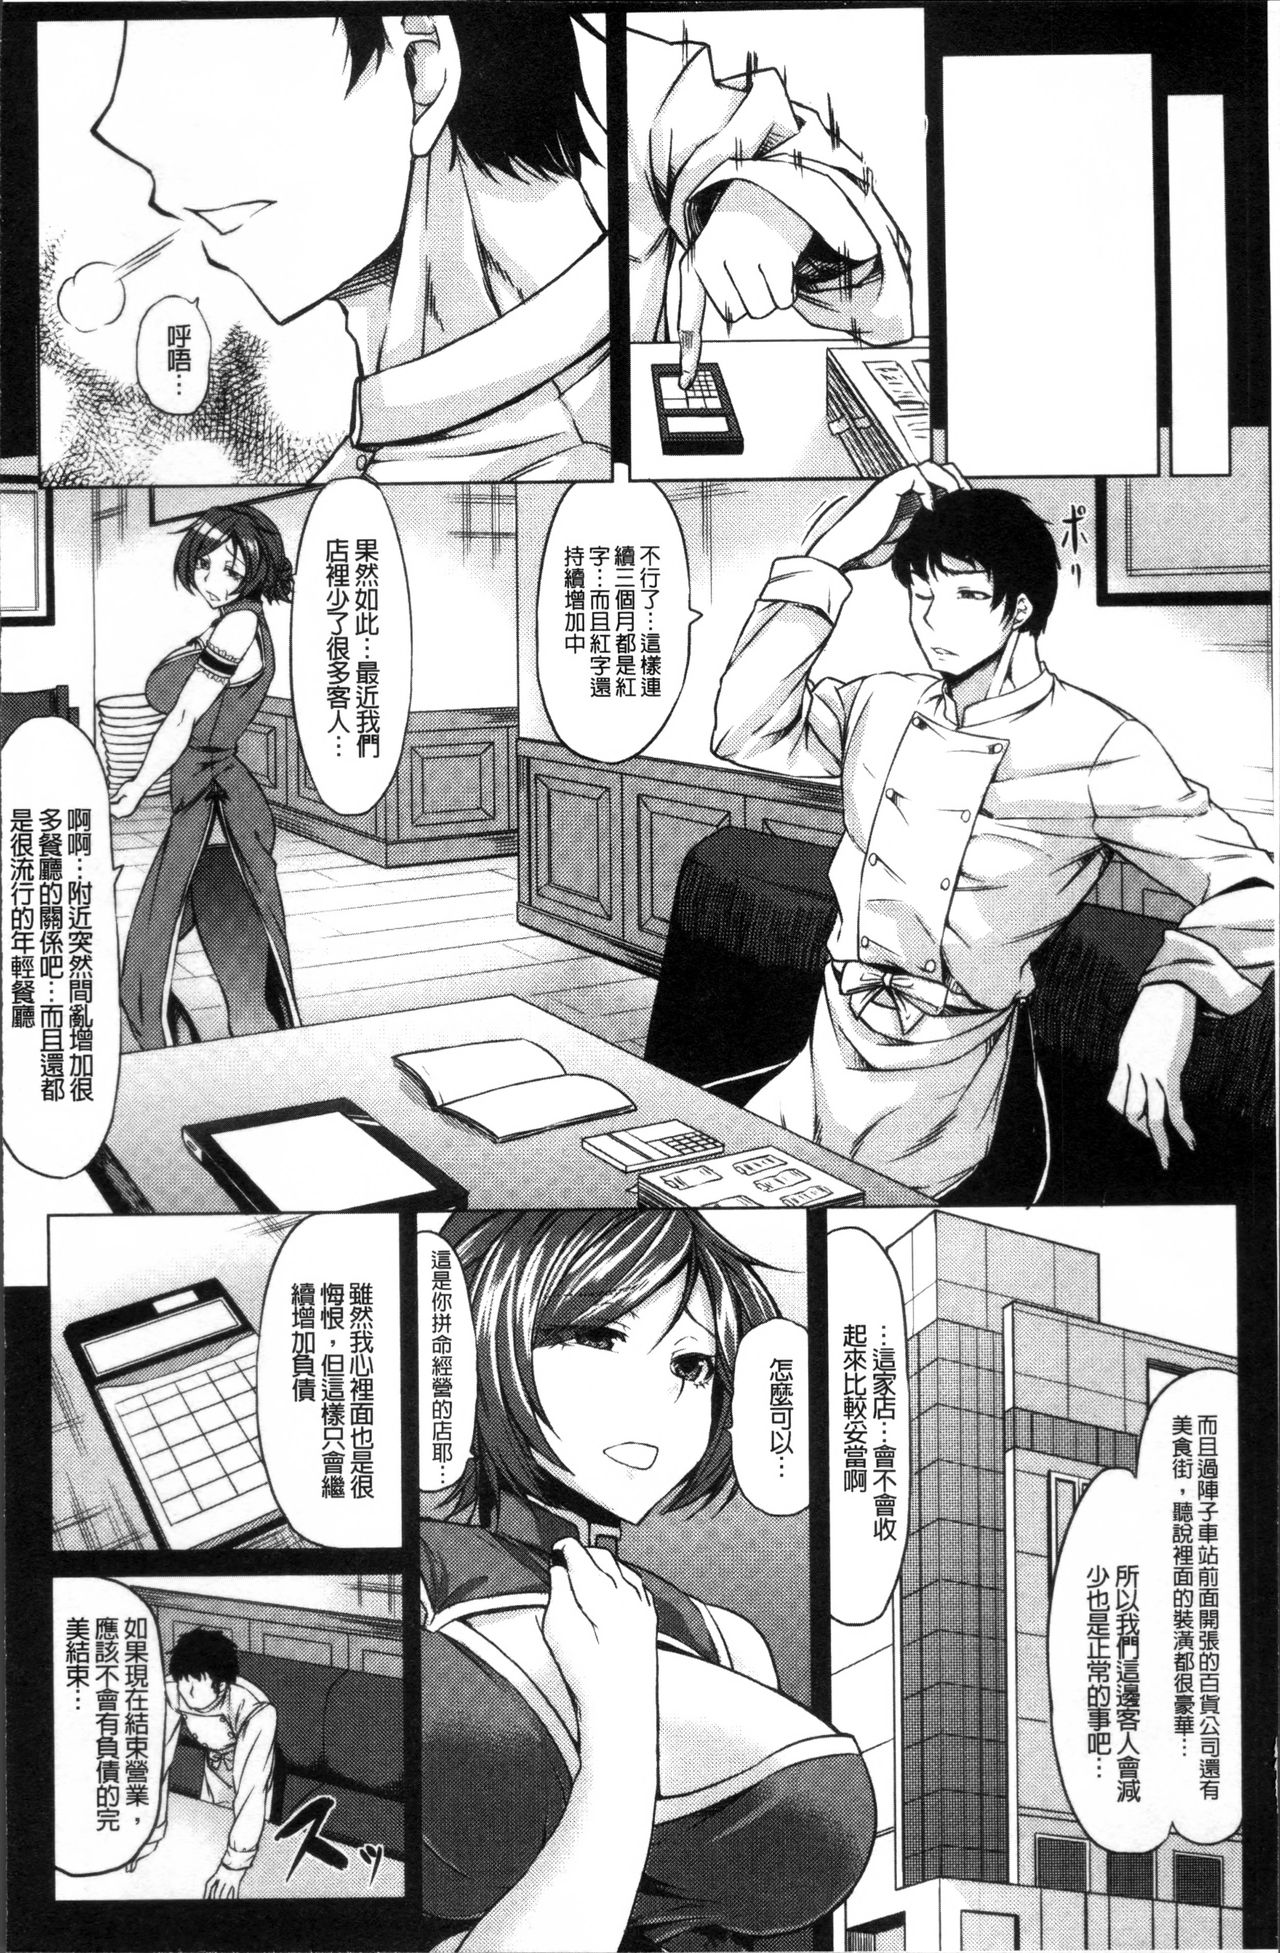 呼唔…
不行了…這樣連
續三個月都是紅
字…而且紅字還
持續增加中
ポリ
果然如此…最近我們
店裡少了很多客人…
啊啊…附近突然間亂增加很
多餐廳的關係吧…而且還都
是很流行的年輕餐廳
而且過陣子車站前面開張的百貨公司還有
美食街，聽說裡面的裝潢都很豪華…
所以我們這邊客人會減
少也是正常的事吧…
…這家店…會不會收
起來比較妥當啊
怎麼可以…
這是你拼命經營的店耶…
雖然我心裡面也是很
悔恨，但這樣只會繼
續增加負債
如果現在結束營業，
應該不會有負債的完
美結束…
スッ